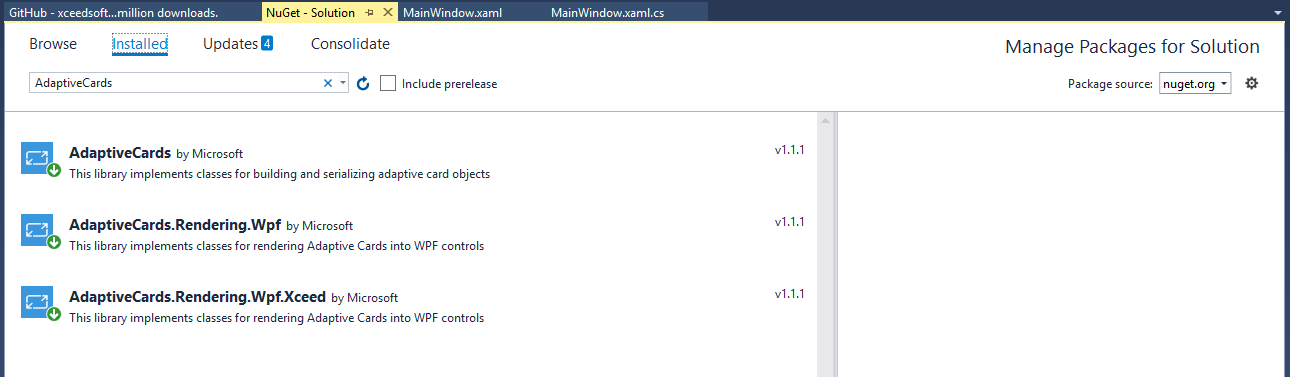 GitHub - xceedsoft...million downloads. NuGet - Solution MainWindow.xaml MainWindow.xaml.cs
Browse Installed Updates 4 Consolidate Manage Packages for Solution
AdaptiveCards Include prerelease Package source: nuget.org
AdaptiveCards by Microsoft v1.1.1
This library implements classes for building and serializing adaptive card objects
AdaptiveCards.Rendering.Wpf by Microsoft v1.1.1
This library implements classes for rendering Adaptive Cards into WPF controls
AdaptiveCards.Rendering.Wpf.Xceed by Microsoft v1.1.1
This library implements classes for rendering Adaptive Cards into WPF controls